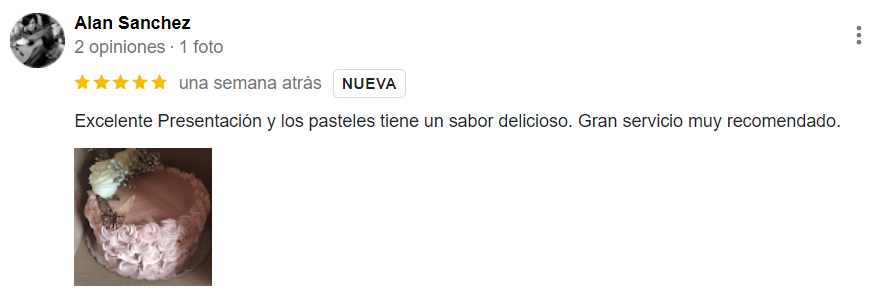 Alan Sanchez
2 opiniones · 1 foto
una semana atrás NUEVA
Excelente Presentación y los pasteles tiene un sabor delicioso. Gran servicio muy recomendado.